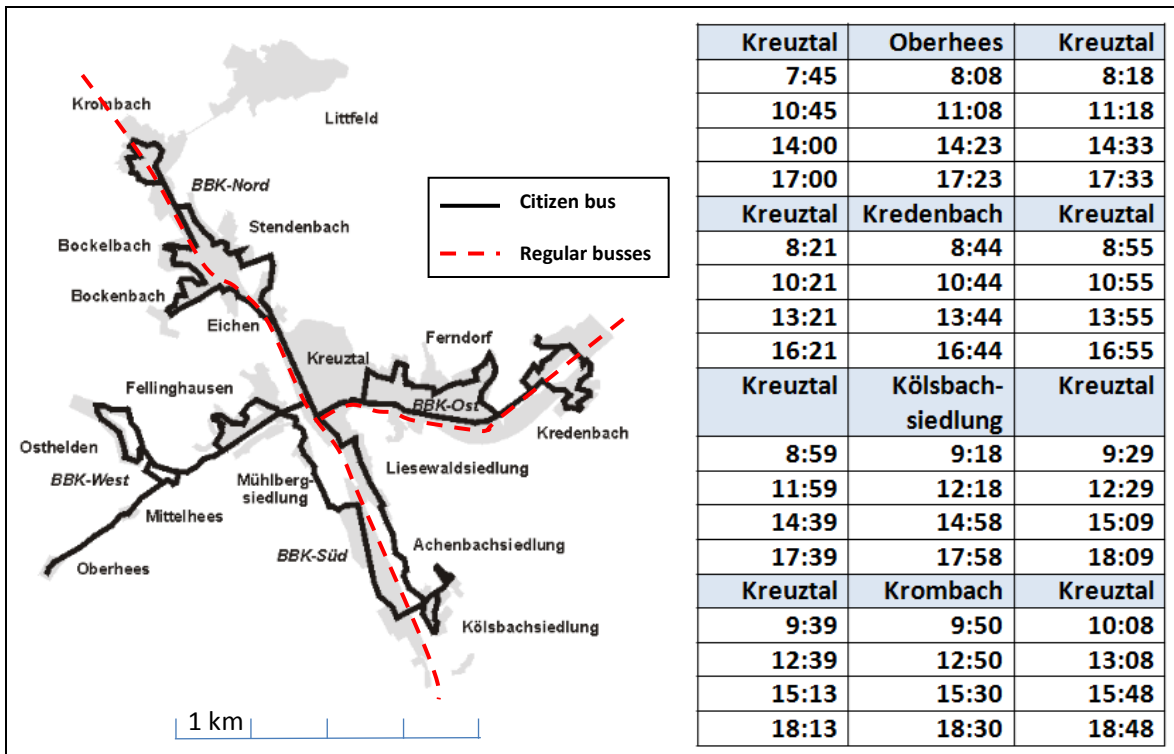 Krombach
Littfeld
BBK-Nord
Stendenbach
Bockelbach
Bockenbach
Eichen
Kreuztal
Ferndorf
Fellinghausen
BBK-Ost
Kredenbach
Osthelden
Liesewaldsiedlung
BBK-West
Mühlberg-
siedlung
Mittelhees
Achenbachsiedlung
BBK-Süd
Oberhees
Kölsbachsiedlung
1 km
Citizen bus
Regular busses
Kreuztal Oberhees Kreuztal
7:45 8:08 8:18
10:45 11:08 11:18
14:00 14:23 14:33
17:00 17:23 17:33
Kreuztal Kredenbach Kreuztal
8:21 8:44 8:55
10:21 10:44 10:55
13:21 13:44 13:55
16:21 16:44 16:55
Kreuztal Kölsbach- Kreuztal
siedlung
8:59 9:18 9:29
11:59 12:18 12:29
14:39 14:58 15:09
17:39 17:58 18:09
Kreuztal Krombach Kreuztal
9:39 9:50 10:08
12:39 12:50 13:08
15:13 15:30 15:48
18:13 18:30 18:48